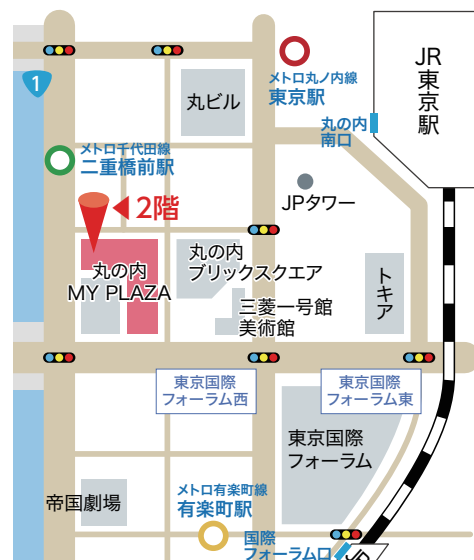 メトロ丸ノ内線
東京駅
JR
東京駅
丸の内
南口
丸ビル
1
メトロ千代田線
二重橋前駅
2階
JPタワー
丸の内
MY PLAZA
丸の内
ブリックスクエア
三菱一号館
美術館
トキア
東京国際
フォーラム西
東京国際
フォーラム東
東京国際
フォーラム
帝国劇場
メトロ有楽町線
有楽町駅
国際
フォーラム口